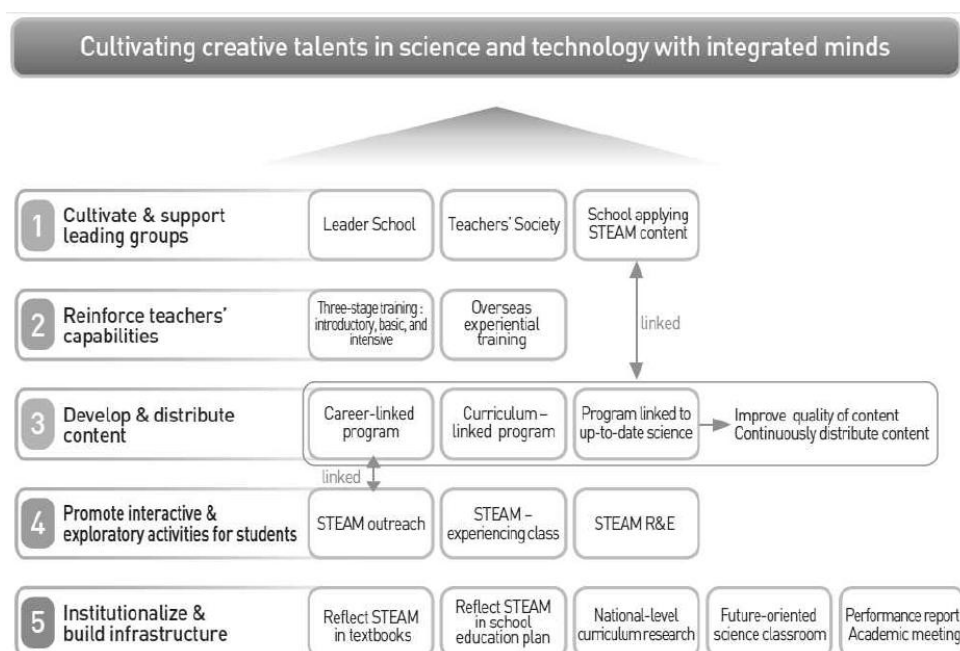 Cultivating creative talents in science and technology with integrated minds
1
Cultivate & support
leading groups
Leader School
Teachers' Society
School applying
STEAM content
2
Reinforce teachers'
capabilities
Three-stage training :
introductory, basic, and
intensive
Overseas
experiential
training
linked
3
Develop & distribute
content
Career-linked
program
Curriculum–
linked program
Program linked to
up-to-date science
Improve quality of content
Continuously distribute content
linked
4
Promote interactive &
exploratory activities for students
STEAM outreach
STEAM –
experiencing class
STEAM R&E
5
Institutionalize &
build infrastructure
Reflect STEAM
in textbooks
Reflect STEAM
in school
education plan
National-level
curriculum research
Future-oriented
science classroom
Performance report
Academic meeting